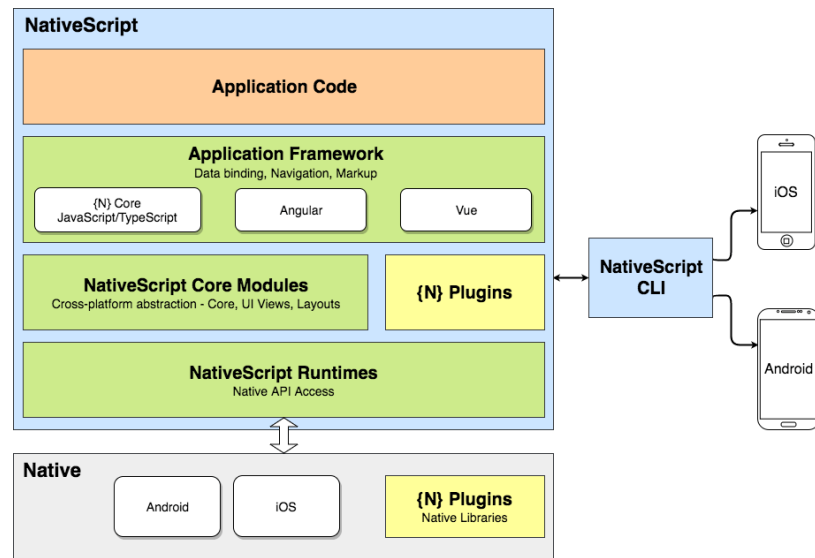 NativeScript
Application Code
Application Framework
Data binding, Navigation, Markup
{N} Core
JavaScript/TypeScript
Angular
Vue
NativeScript Core Modules
Cross-platform abstraction - Core, UI Views, Layouts
{N} Plugins
NativeScript Runtimes
Native API Access
NativeScript
CLI
iOS
Android
Native
Android
iOS
{N} Plugins
Native Libraries